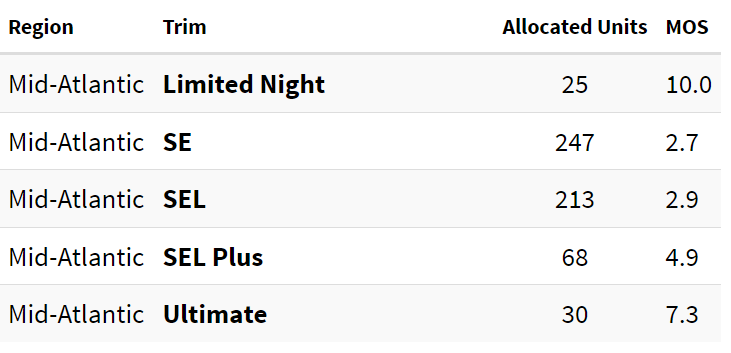 Region Trim Allocated Units MOS
Mid-Atlantic Limited Night 25 10.0
Mid-Atlantic SE 247 2.7
Mid-Atlantic SEL 213 2.9
Mid-Atlantic SEL Plus 68 4.9
Mid-Atlantic Ultimate 30 7.3